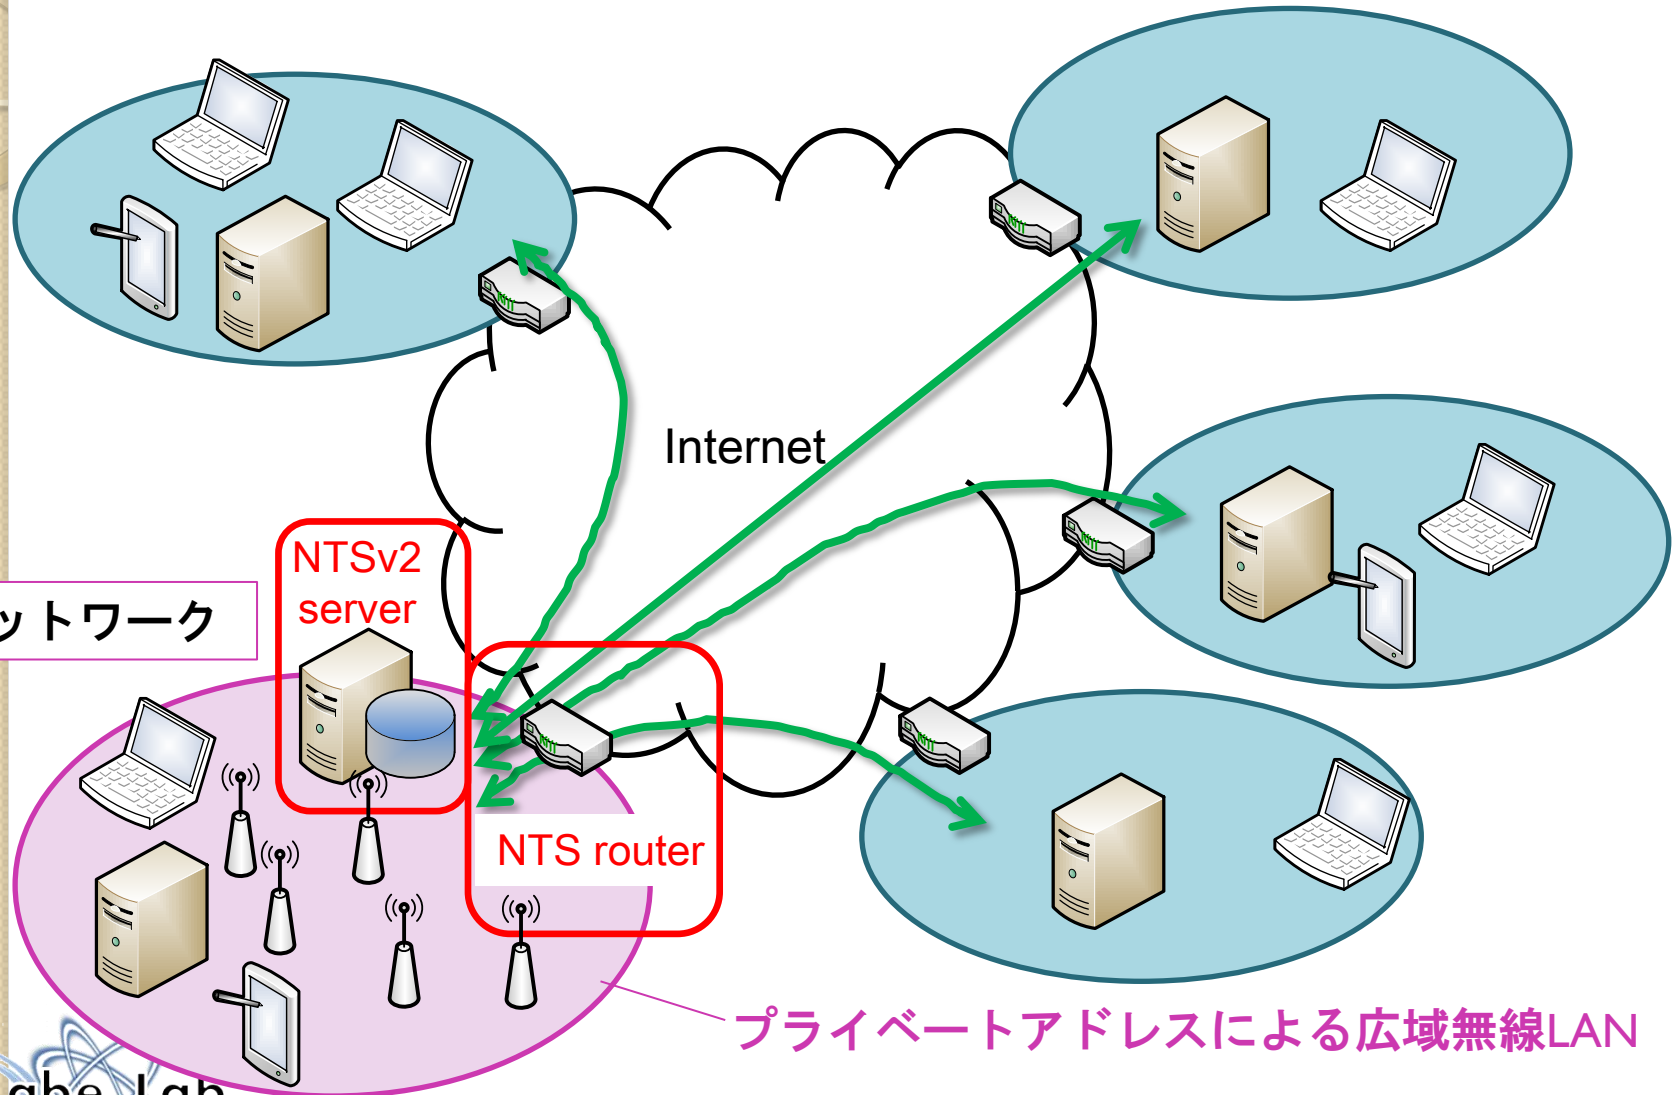 Internet
NTSv2
server
ットワーク
NTS router
プライベートアドレスによる広域無線LAN
Lab